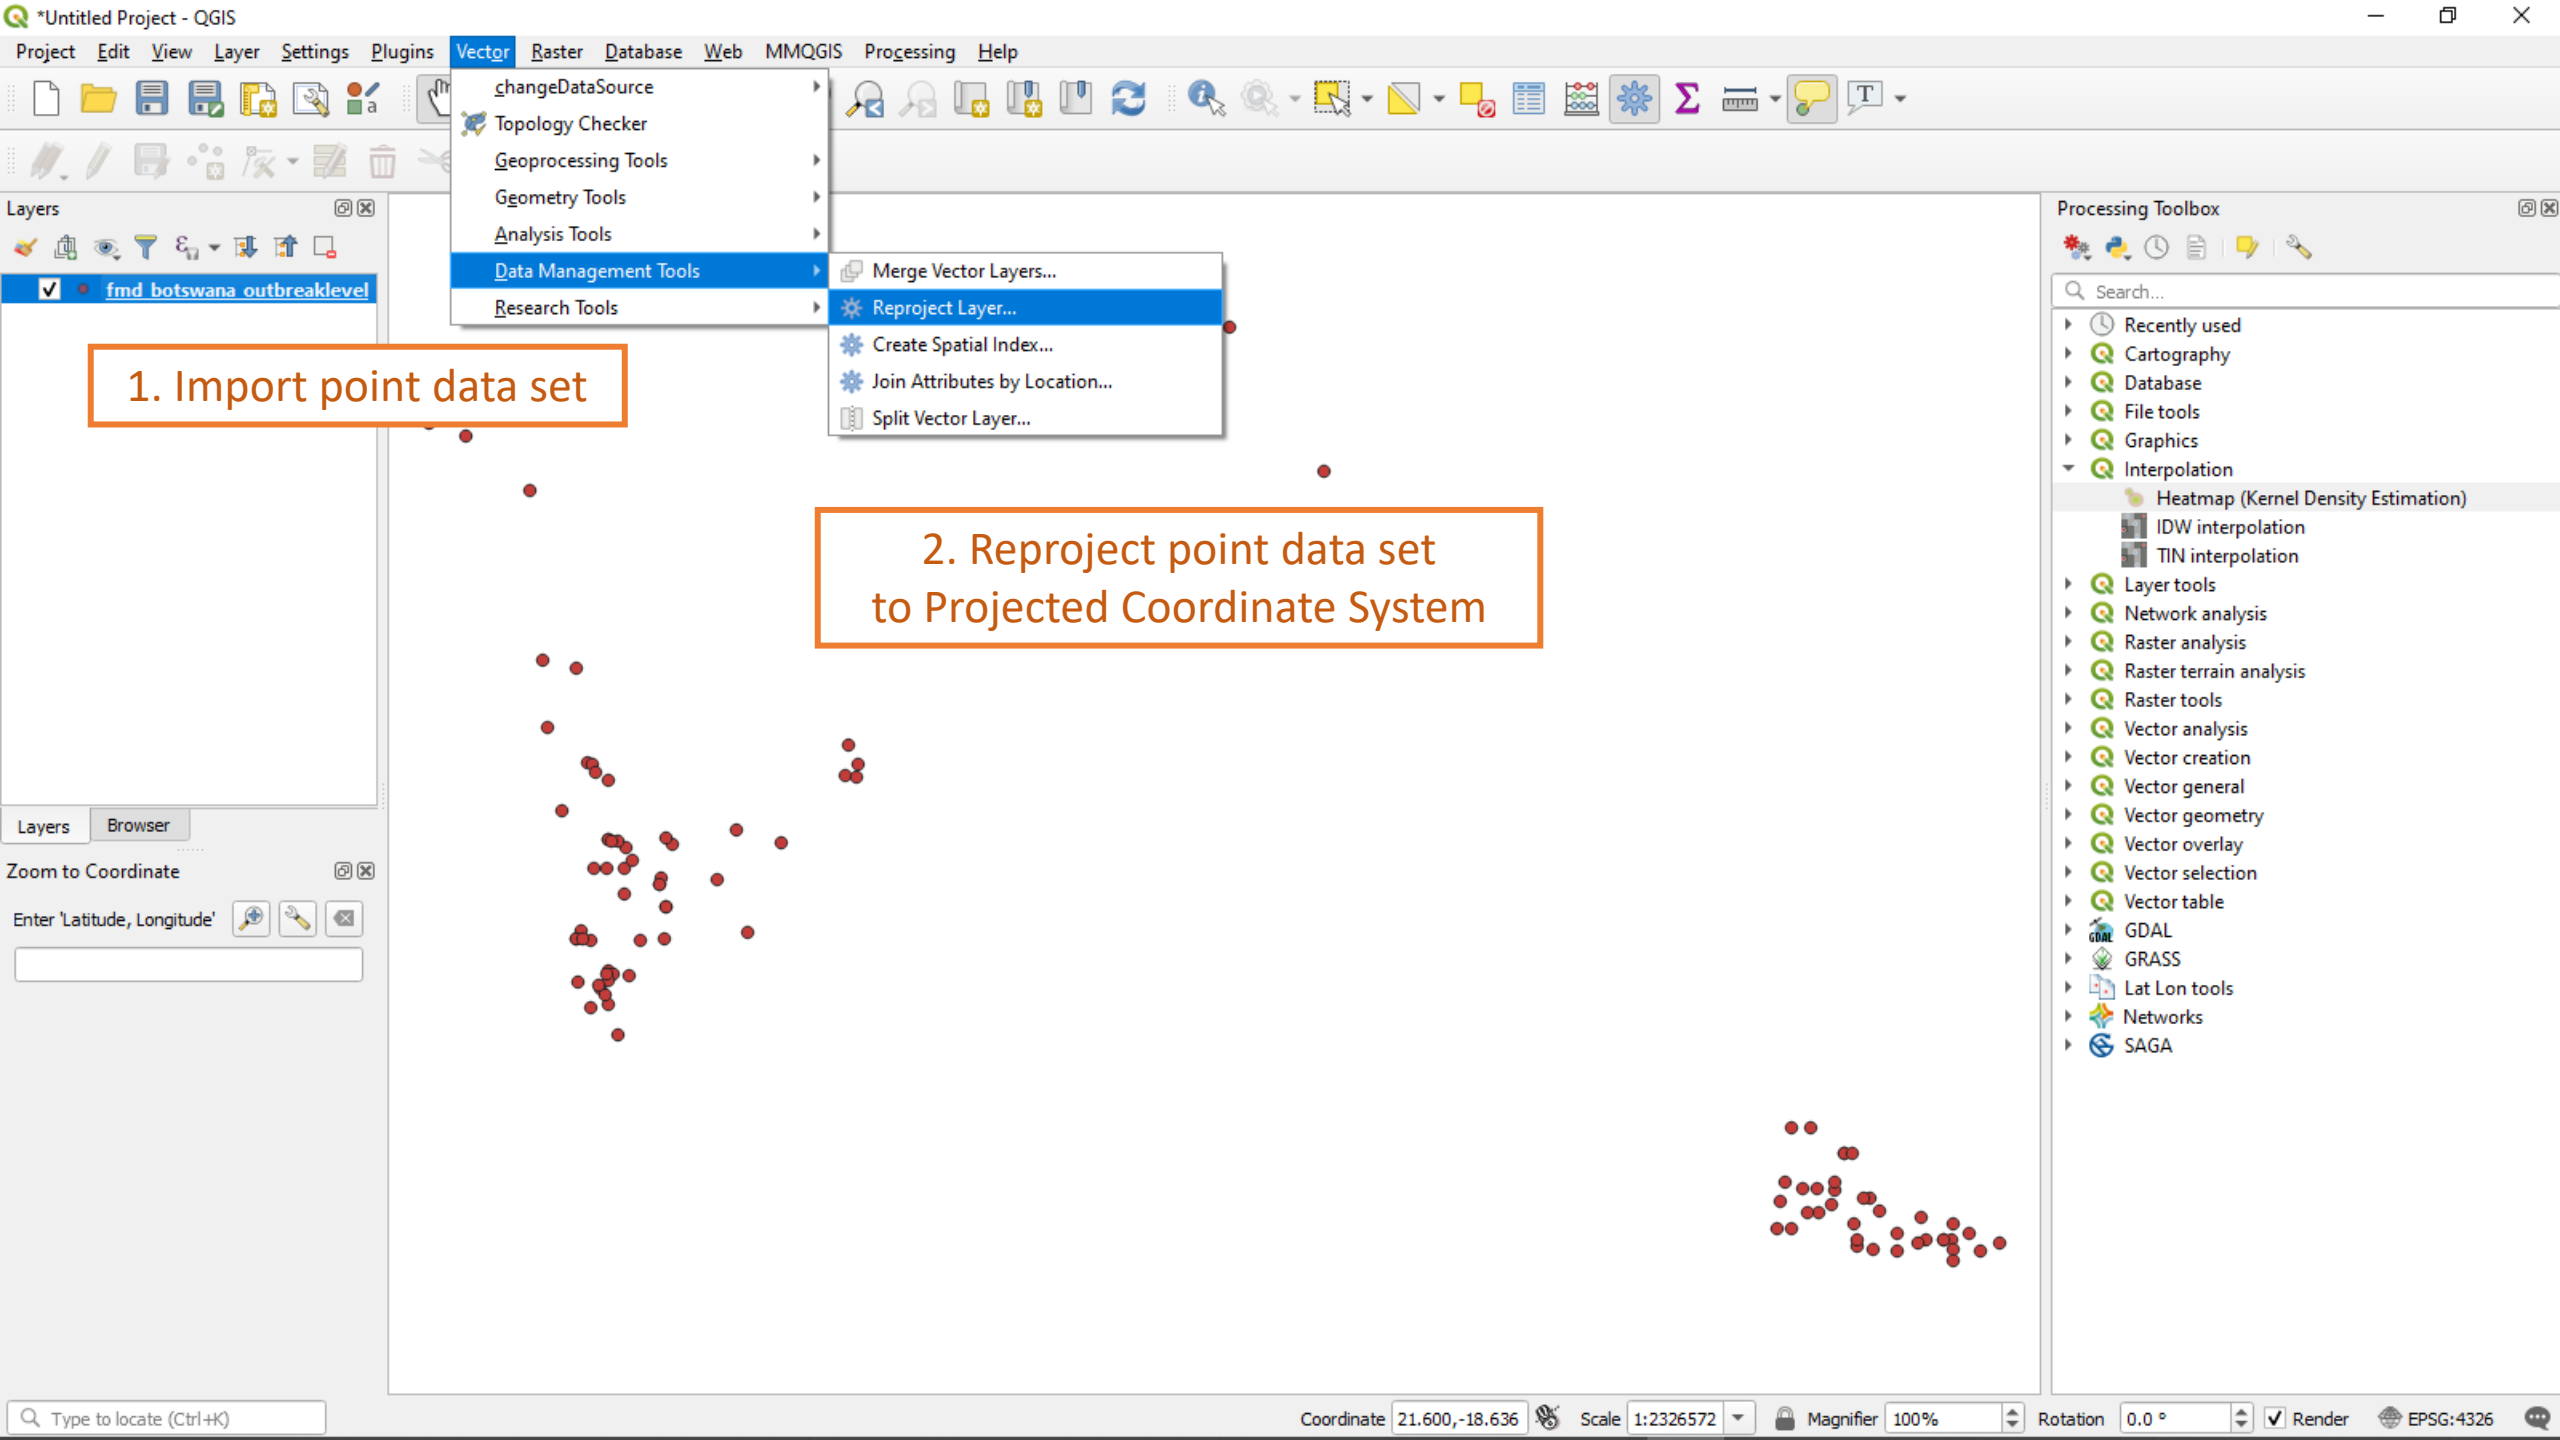 *Untitled Project - QGIS
Project Edit View Layer Settings Plugins Vector Raster Database Web MMQGIS Processing Help
changeDataSource
Topology Checker
Geoprocessing Tools
Geometry Tools
Analysis Tools
Data Management Tools
Research Tools
Merge Vector Layers...
Reproject Layer...
Create Spatial Index...
Join Attributes by Location...
Split Vector Layer...
Layers
fmd_botswana_outbreaklevel
1. Import point data set
2. Reproject point data set
to Projected Coordinate System
Layers Browser
Zoom to Coordinate
Enter 'Latitude, Longitude'
Processing Toolbox
Search...
Recently used
Cartography
Database
File tools
Graphics
Interpolation
Heatmap (Kernel Density Estimation)
IDW interpolation
TIN interpolation
Layer tools
Network analysis
Raster analysis
Raster terrain analysis
Raster tools
Vector analysis
Vector creation
Vector general
Vector geometry
Vector overlay
Vector selection
Vector table
GDAL
GRASS
Lat Lon tools
Networks
SAGA
Type to locate (Ctrl+K)
Coordinate 21.600,-18.636 Scale 1:2326572 Magnifier 100% Rotation 0.0 ° Render EPSG:4326